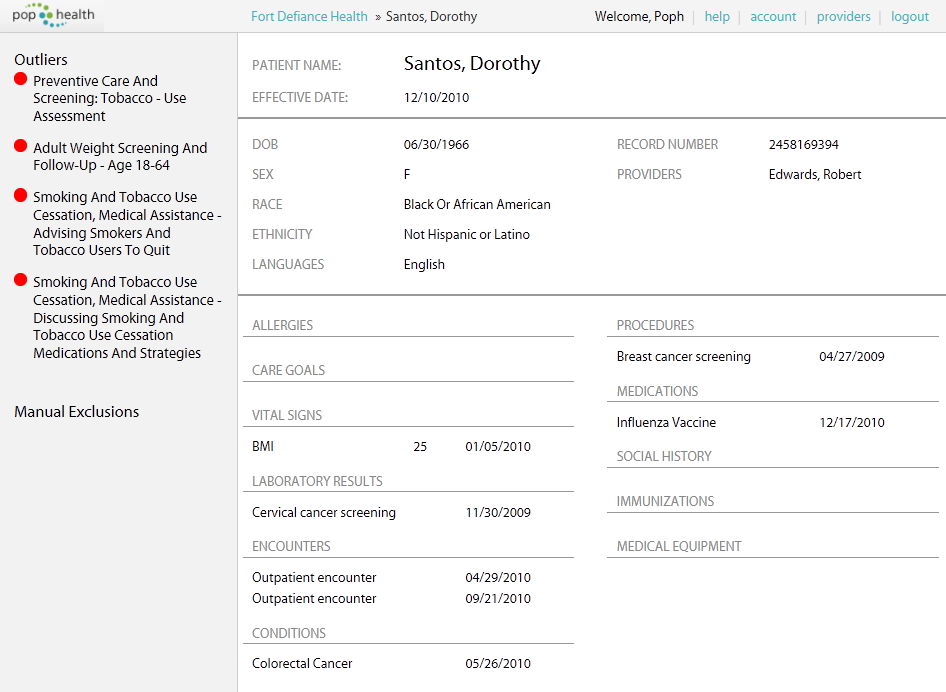 pop health
Fort Defiance Health » Santos, Dorothy
Welcome, Poph | help | account | providers | logout
Outliers
Preventive Care And
Screening: Tobacco - Use
Assessment
Adult Weight Screening And
Follow-Up - Age 18-64
Smoking And Tobacco Use
Cessation, Medical Assistance -
Advising Smokers And
Tobacco Users To Quit
Smoking And Tobacco Use
Cessation, Medical Assistance -
Discussing Smoking And
Tobacco Use Cessation
Medications And Strategies
Manual Exclusions
PATIENT NAME: Santos, Dorothy
EFFECTIVE DATE: 12/10/2010
DOB 06/30/1966
SEX F
RACE Black Or African American
ETHNICITY Not Hispanic or Latino
LANGUAGES English
RECORD NUMBER 2458169394
PROVIDERS Edwards, Robert
ALLERGIES
CARE GOALS
VITAL SIGNS
BMI 25 01/05/2010
LABORATORY RESULTS
Cervical cancer screening 11/30/2009
ENCOUNTERS
Outpatient encounter 04/29/2010
Outpatient encounter 09/21/2010
CONDITIONS
Colorectal Cancer 05/26/2010
PROCEDURES
Breast cancer screening 04/27/2009
MEDICATIONS
Influenza Vaccine 12/17/2010
SOCIAL HISTORY
IMMUNIZATIONS
MEDICAL EQUIPMENT